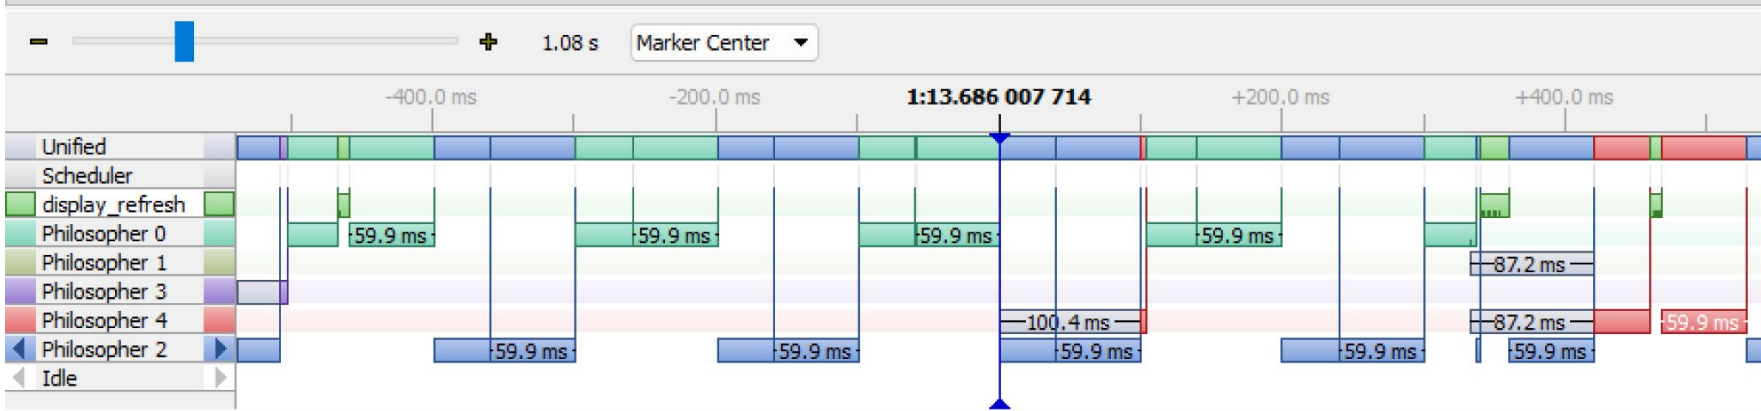 1.08 s Marker Center
-400.0 ms -200.0 ms 1:13.686 007 714 +200.0 ms +400.0 ms
Unified
Scheduler
display_refresh
Philosopher 0 59.9 ms 59.9 ms 59.9 ms 59.9 ms
Philosopher 1 87.2 ms
Philosopher 3
Philosopher 4 100.4 ms 87.2 ms 59.9 ms
Philosopher 2 59.9 ms 59.9 ms 59.9 ms 59.9 ms 59.9 ms
Idle